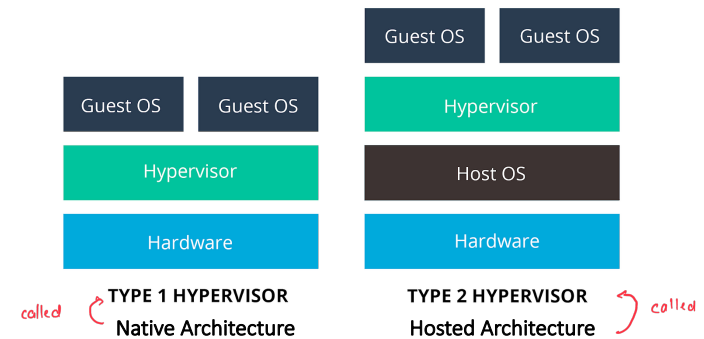 Guest OS
Guest OS
Hypervisor
Hardware
TYPE 1 HYPERVISOR
called
Native Architecture
Guest OS
Guest OS
Hypervisor
Host OS
Hardware
TYPE 2 HYPERVISOR
called
Hosted Architecture